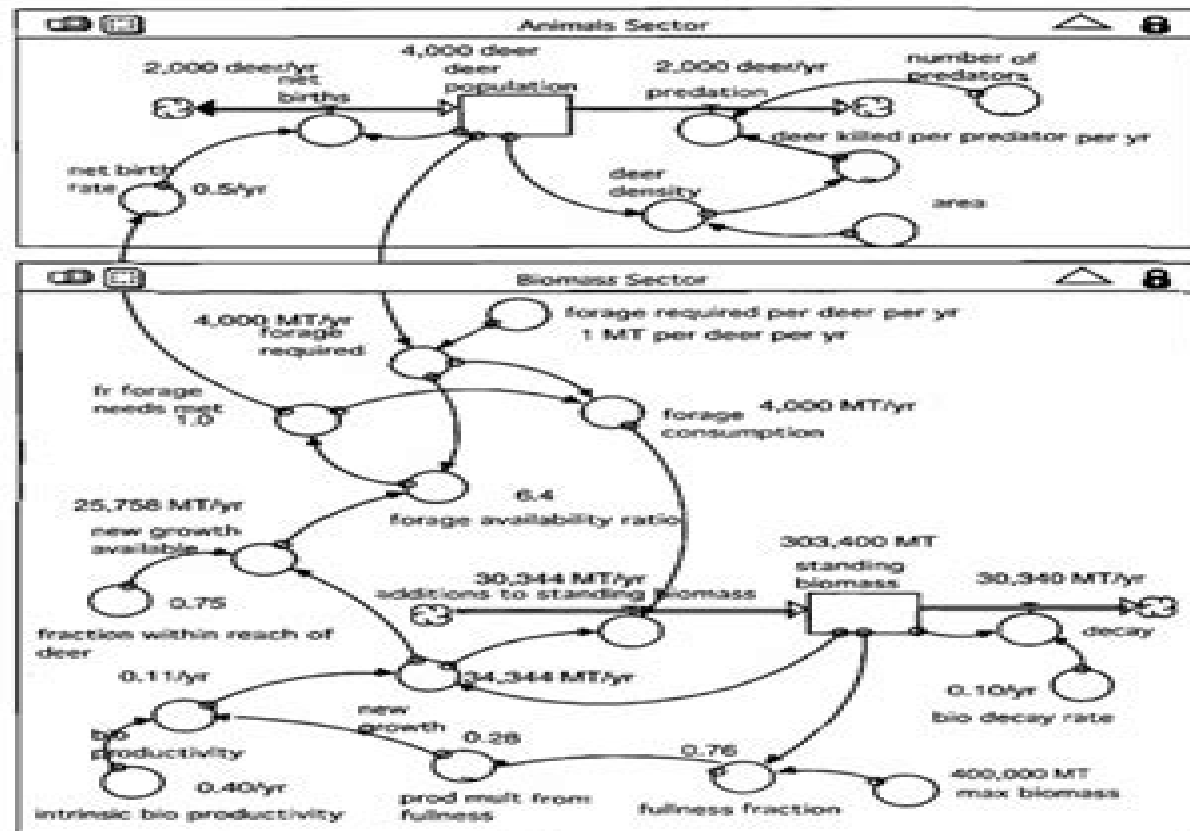 Animals Sector
4,000 deer
deer
population
2,000 deer/yr
net
births
2,000 deer/yr
predation
number of
predators
deer killed per predator per yr
net birth
rate
0.5/yr
deer
density
area
Biomass Sector
4,000 MT/yr
forage
required
forage required per deer per yr
1 MT per deer per yr
fr forage
needs met
1.0
forage
consumption
4,000 MT/yr
25,758 MT/yr
new growth
available
6.4
forage availability ratio
303,400 MT
standing
biomass
30,344 MT/yr
additions to standing biomass
30,340 MT/yr
decay
0.75
fraction within reach of
deer
0.11/yr
34,344 MT/yr
new
growth
0.10/yr
bio decay rate
bio
productivity
0.28
0.76
0.40/yr
intrinsic bio productivity
prod mult from
fullness
fullness fraction
400,000 MT
max biomass